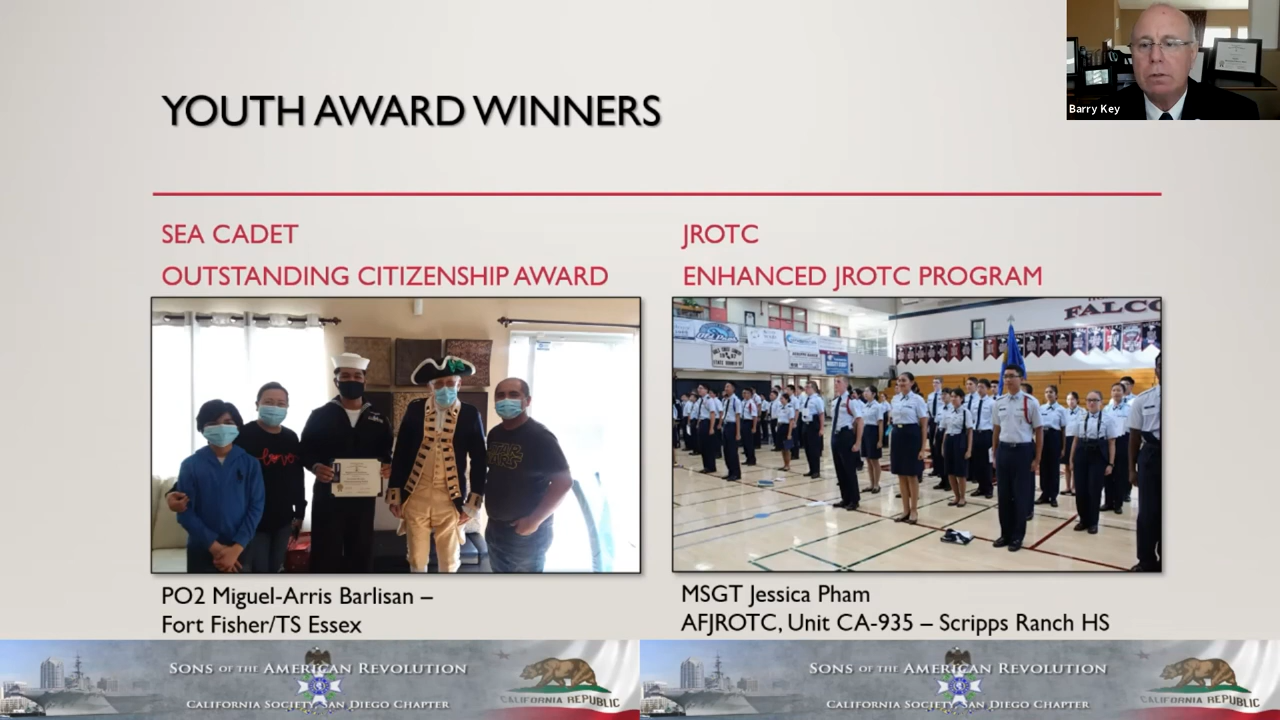 Barry Key
YOUTH AWARD WINNERS
SEA CADET
OUTSTANDING CITIZENSHIP AWARD
JROTC
ENHANCED JROTC PROGRAM
love
STAR
WARS
FALCO
PO2 Miguel-Arris Barlisan –
Fort Fisher/TS Essex
MSGT Jessica Pham
AFJROTC, Unit CA-935 – Scripps Ranch HS
SONS OF THE AMERICAN REVOLUTION
CALIFORNIA SOCIETY SAN DIEGO CHAPTER
CALIFORNIA REPUBLIC
SONS OF THE AMERICAN REVOLUTION
CALIFORNIA SOCIETY SAN DIEGO CHAPTER
CALIFORNIA REPUBLIC